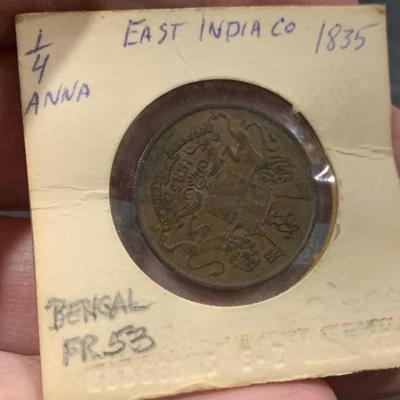 1/4
ANNA
EAST INDIA CO
1835
BENGAL
FR.53